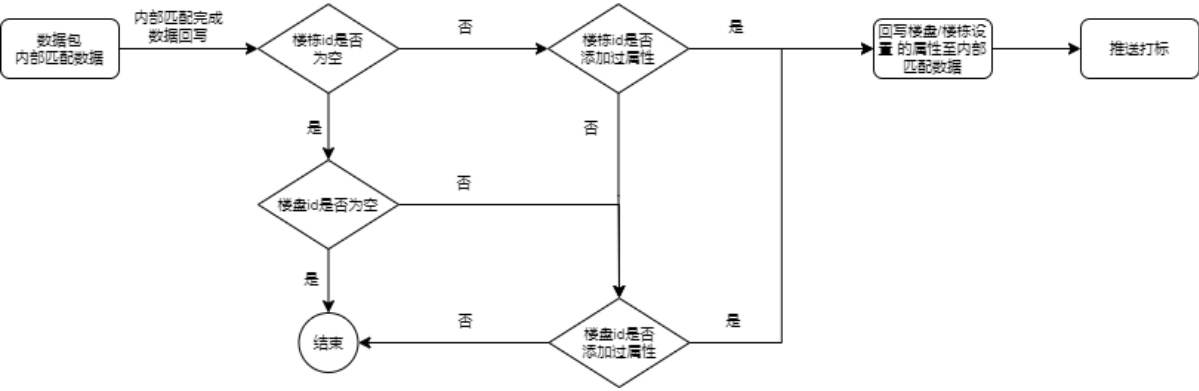 数据包
内部匹配数据
内部匹配完成
数据回写
楼栋id是否
为空
否
楼栋id是否
添加过属性
是
回写楼盘/楼栋设
置 的属性至内部
匹配数据
推送打标
是
否
楼盘id是否为空
否
是
结束
否
楼盘id是否
添加过属性
是